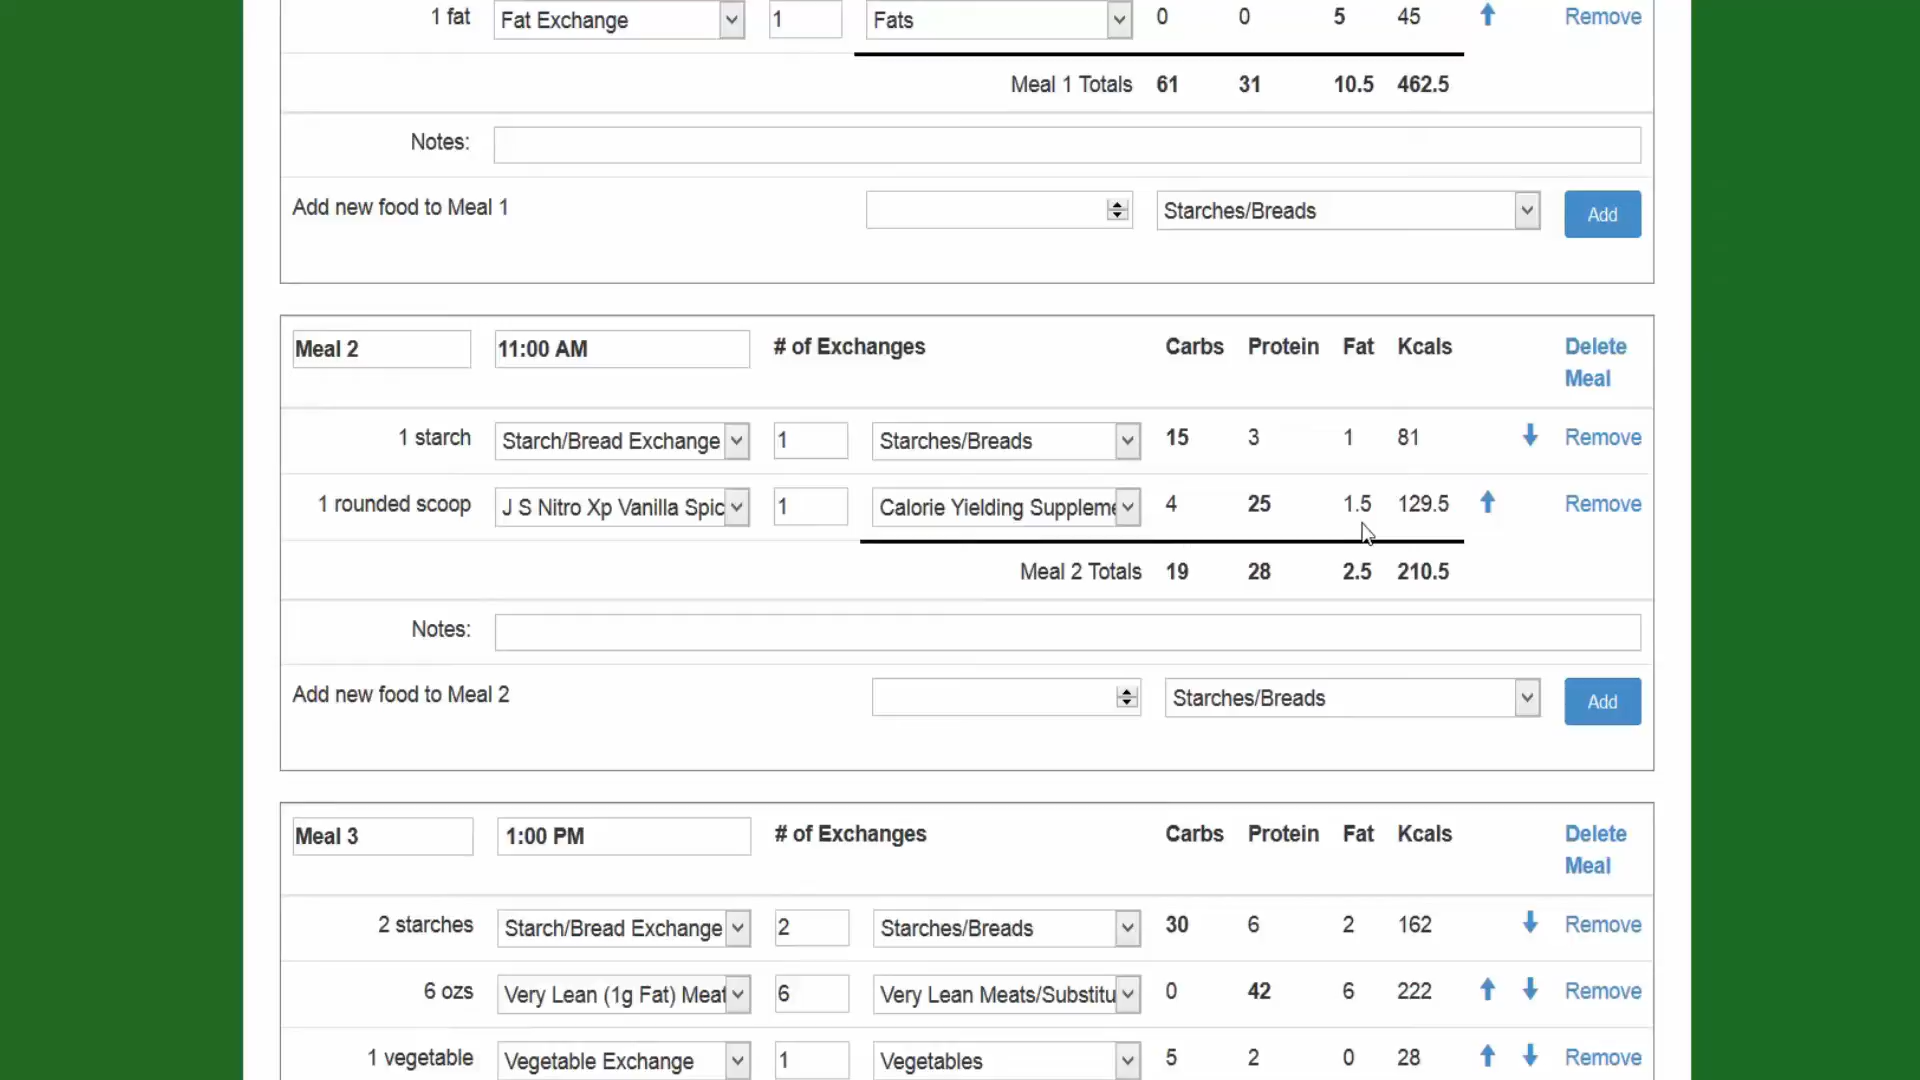 1 fat Fat Exchange 1 Fats 0 0 5 45 Remove
Meal 1 Totals 61 31 10.5 462.5
Notes:
Add new food to Meal 1 Starches/Breads Add
Meal 2 11:00 AM # of Exchanges Carbs Protein Fat Kcals Delete
Meal
1 starch Starch/Bread Exchange 1 Starches/Breads 15 3 1 81 Remove
1 rounded scoop J S Nitro Xp Vanilla Spic 1 Calorie Yielding Suppleme 4 25 1.5 129.5 Remove
Meal 2 Totals 19 28 2.5 210.5
Notes:
Add new food to Meal 2 Starches/Breads Add
Meal 3 1:00 PM # of Exchanges Carbs Protein Fat Kcals Delete
Meal
2 starches Starch/Bread Exchange 2 Starches/Breads 30 6 2 162 Remove
6 ozs Very Lean (1g Fat) Meat 6 Very Lean Meats/Substitu 0 42 6 222 Remove
1 vegetable Vegetable Exchange 1 Vegetables 5 2 0 28 Remove